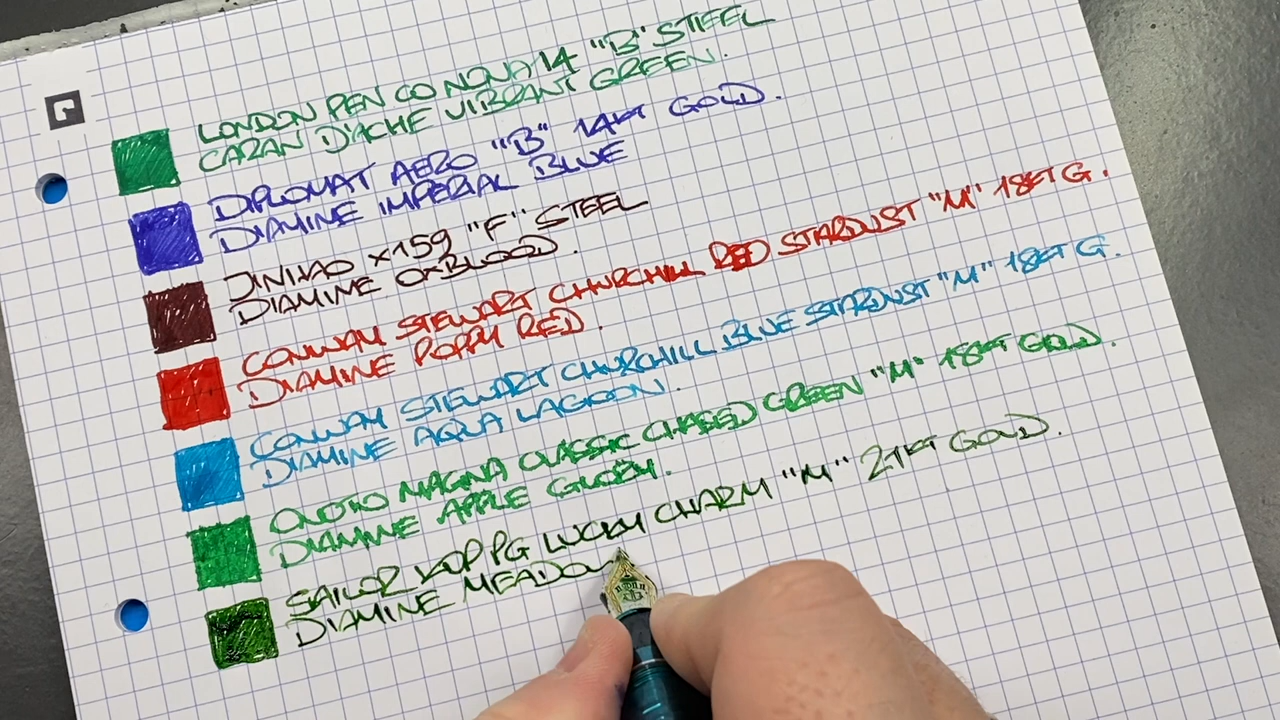 LONDON PEN CO NOVA 14 "B" STEEL
CARAN D'ACHE VIBRANT GREEN.
DIPLOMAT AERO "B" 14KT GOLD.
DIAMINE IMPERIAL BLUE
JINHAO X159 "F" STEEL
DIAMINE OXBLOOD.
CONWAY STEWART CHURCHILL RED STARDUST "M" 18KT G.
DIAMINE POPPY RED.
CONWAY STEWART CHURCHILL BLUE STARDUST "M" 18KT G.
DIAMINE AQUA LAGOON.
ONOTO MAGNA CLASSIC CHASED GREEN "M" 18KT GOLD.
DIAMINE APPLE GLORY.
SAILOR KOP PG LUCKY CHARM "M" 21KT GOLD.
DIAMINE MEADOW